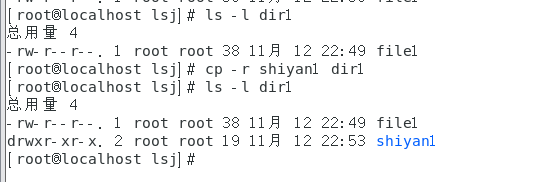 [root@localhost lsj]# ls -l dir1
总用量 4
-rw-r--r--. 1 root root 38 11月 12 22:49 file1
[root@localhost lsj]# cp -r shiyan1 dir1
[root@localhost lsj]# ls -l dir1
总用量 4
-rw-r--r--. 1 root root 38 11月 12 22:49 file1
drwxr-xr-x. 2 root root 19 11月 12 22:53 shiyan1
[root@localhost lsj]#